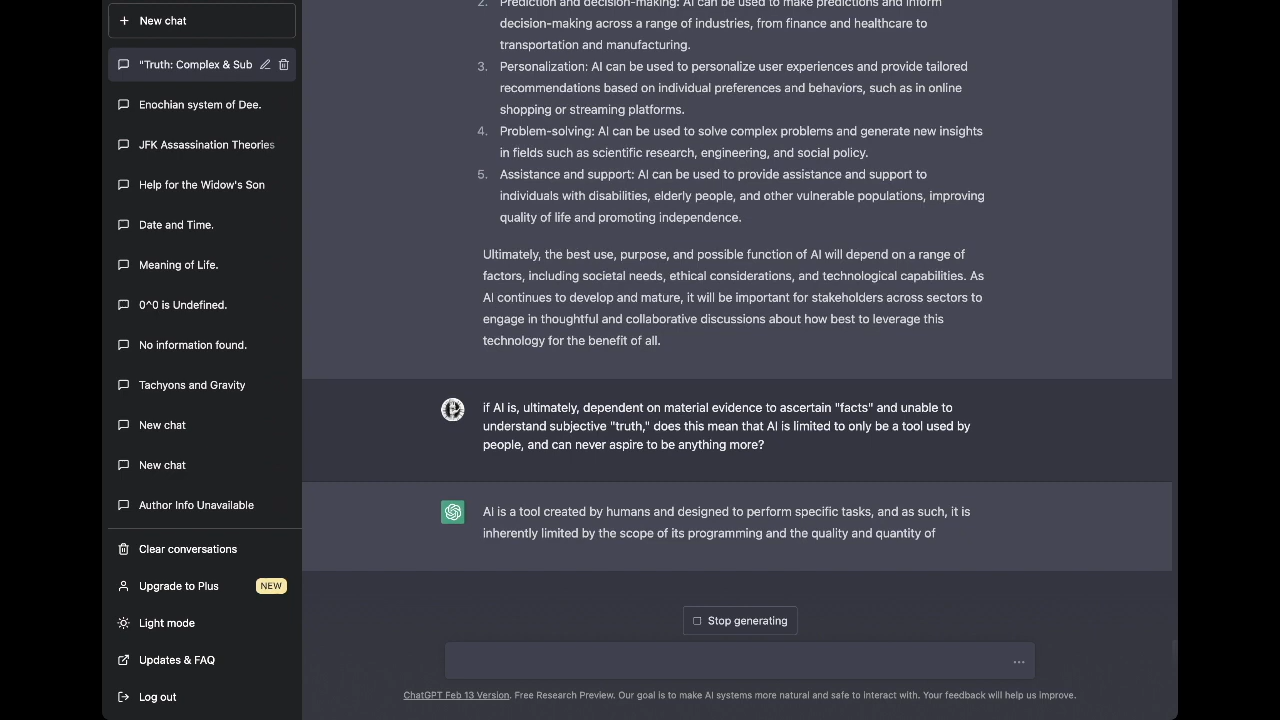 New chat
"Truth: Complex & Sub
Enochian system of Dee.
JFK Assassination Theories
Help for the Widow's Son
Date and Time.
Meaning of Life.
0^0 is Undefined.
No information found.
Tachyons and Gravity
New chat
New chat
Author Info Unavailable
Clear conversations
Upgrade to Plus NEW
Light mode
Updates & FAQ
Log out
2. Prediction and decision-making: AI can be used to make predictions and inform
decision-making across a range of industries, from finance and healthcare to
transportation and manufacturing.
3. Personalization: AI can be used to personalize user experiences and provide tailored
recommendations based on individual preferences and behaviors, such as in online
shopping or streaming platforms.
4. Problem-solving: AI can be used to solve complex problems and generate new insights
in fields such as scientific research, engineering, and social policy.
5. Assistance and support: AI can be used to provide assistance and support to
individuals with disabilities, elderly people, and other vulnerable populations, improving
quality of life and promoting independence.
Ultimately, the best use, purpose, and possible function of AI will depend on a range of
factors, including societal needs, ethical considerations, and technological capabilities. As
AI continues to develop and mature, it will be important for stakeholders across sectors to
engage in thoughtful and collaborative discussions about how best to leverage this
technology for the benefit of all.
if AI is, ultimately, dependent on material evidence to ascertain "facts" and unable to
understand subjective "truth," does this mean that AI is limited to only be a tool used by
people, and can never aspire to be anything more?
AI is a tool created by humans and designed to perform specific tasks, and as such, it is
inherently limited by the scope of its programming and the quality and quantity of
Stop generating
ChatGPT Feb 13 Version. Free Research Preview. Our goal is to make AI systems more natural and safe to interact with. Your feedback will help us improve.